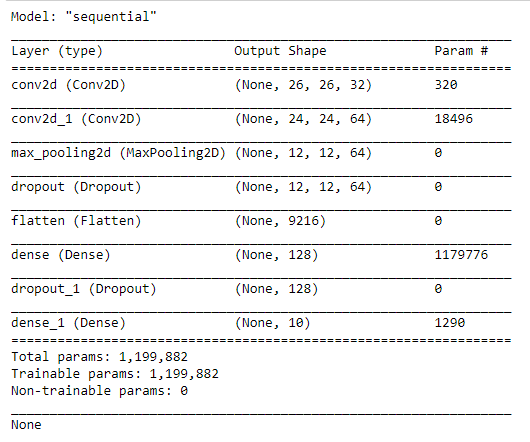 Model: "sequential"
Layer (type) Output Shape Param #
conv2d (Conv2D) (None, 26, 26, 32) 320
conv2d_1 (Conv2D) (None, 24, 24, 64) 18496
max_pooling2d (MaxPooling2D) (None, 12, 12, 64) 0
dropout (Dropout) (None, 12, 12, 64) 0
flatten (Flatten) (None, 9216) 0
dense (Dense) (None, 128) 1179776
dropout_1 (Dropout) (None, 128) 0
dense_1 (Dense) (None, 10) 1290
Total params: 1,199,882
Trainable params: 1,199,882
Non-trainable params: 0
None